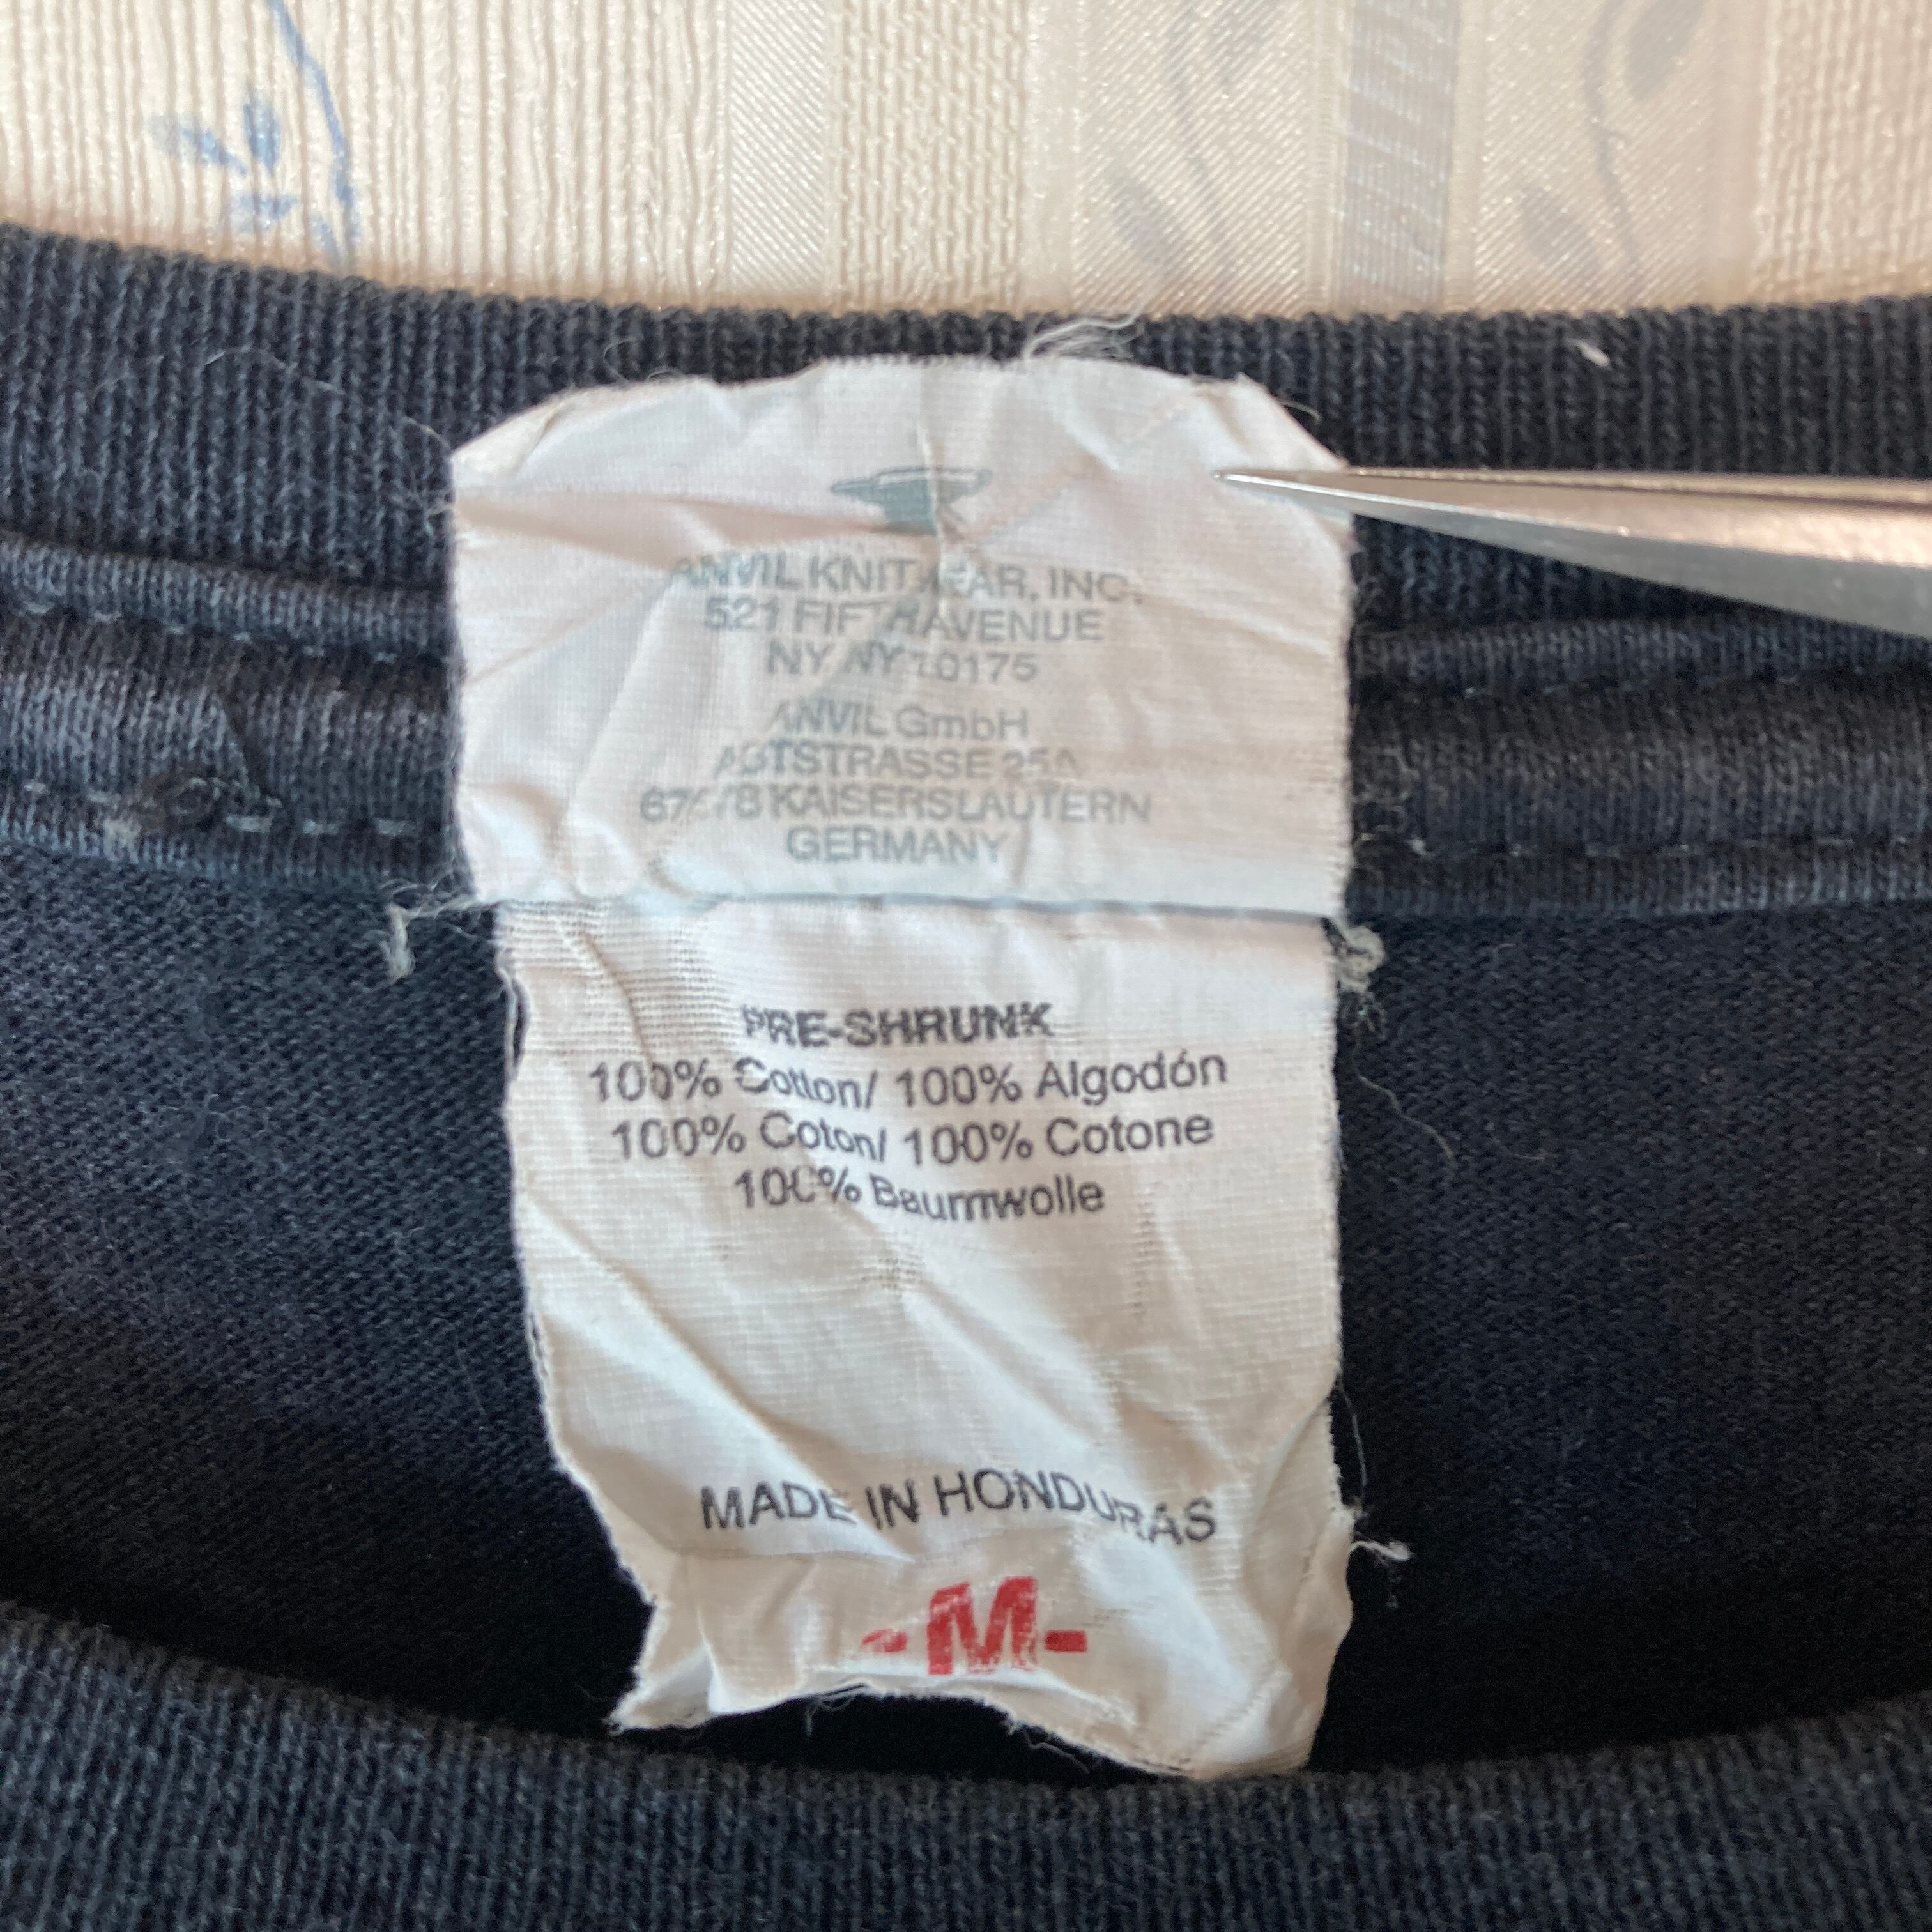 ANVIL KNITWEAR, INC.
521 FIFTH AVENUE
NY NY 10175
ANVIL GmbH
25A
KAISERSLAUTERN
GERMANY
PRE-SHRUNK
100% Cotton/ 100% Algodón
100% Coton/ 100% Cotone
100% Baumwolle
MADE IN HONDURAS
-M-